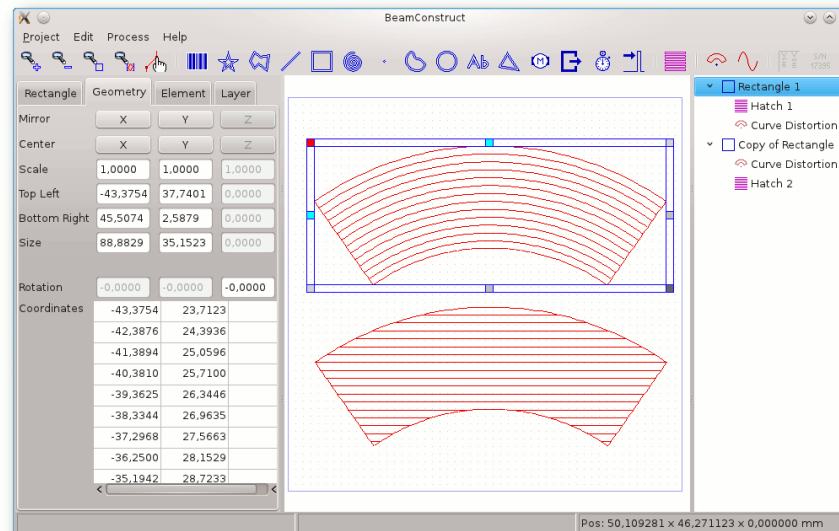 BeamConstruct
Project Edit Process Help
Ab M S/N 17395
Rectangle Geometry Element Layer
Mirror X Y Z
Center X Y Z
Scale 1,0000 1,0000 1,0000
Top Left -43,3754 37,7401 0,0000
Bottom Right 45,5074 2,5879 0,0000
Size 88,8829 35,1523 0,0000
Rotation -0,0000 -0,0000 -0,0000
Coordinates -43,3754 23,7123
-42,3876 24,3936
-41,3894 25,0596
-40,3810 25,7100
-39,3625 26,3446
-38,3344 26,9635
-37,2968 27,5663
-36,2500 28,1529
-35,1942 28,7233
Rectangle 1
Hatch 1
Curve Distortion
Copy of Rectangle
Curve Distortion
Hatch 2
Pos: 50,109281 x 46,271123 x 0,000000 mm